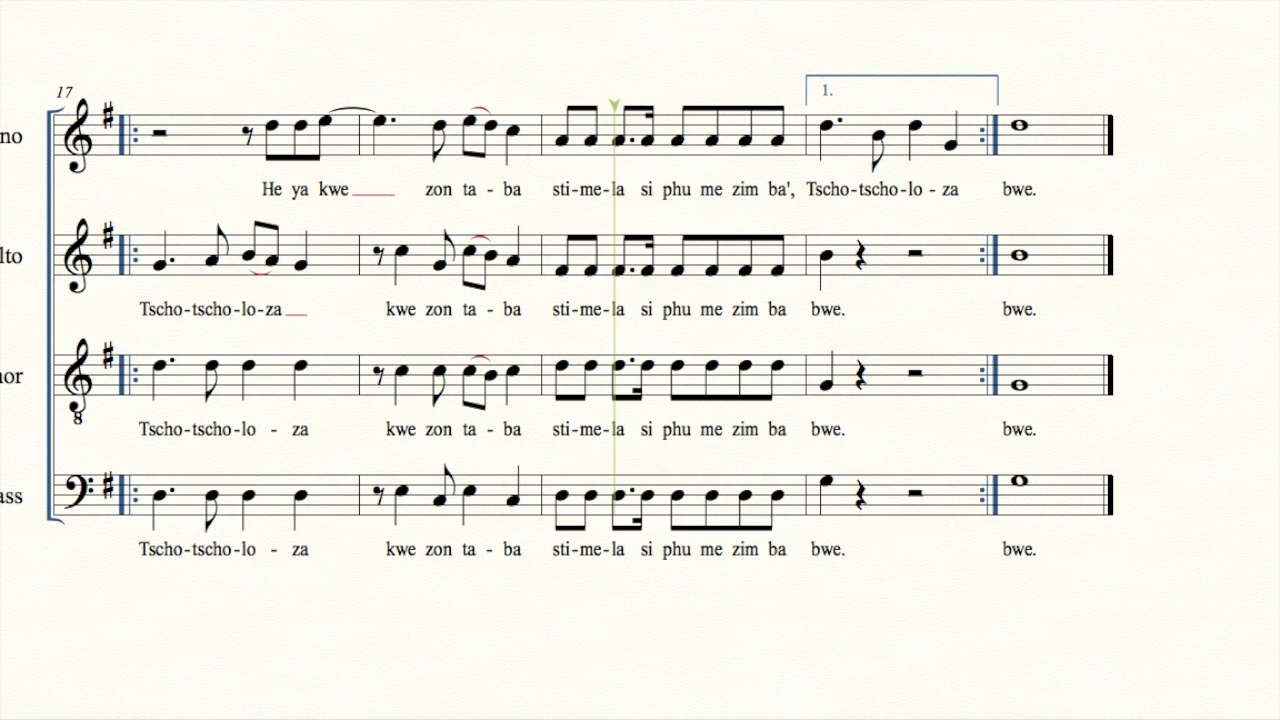 17
1.
no
He ya kwe zon ta - ba sti-me-la si phu me zim ba', Tscho-tscho-lo - za bwe.
lto
Tscho-tscho-lo-za kwe zon ta - ba sti-me-la si phu me zim ba bwe. bwe.
nor
8
Tscho-tscho-lo - za kwe zon ta - ba sti-me-la si phu me zim ba bwe. bwe.
ass
Tscho-tscho-lo - za kwe zon ta - ba sti-me-la si phu me zim ba bwe. bwe.